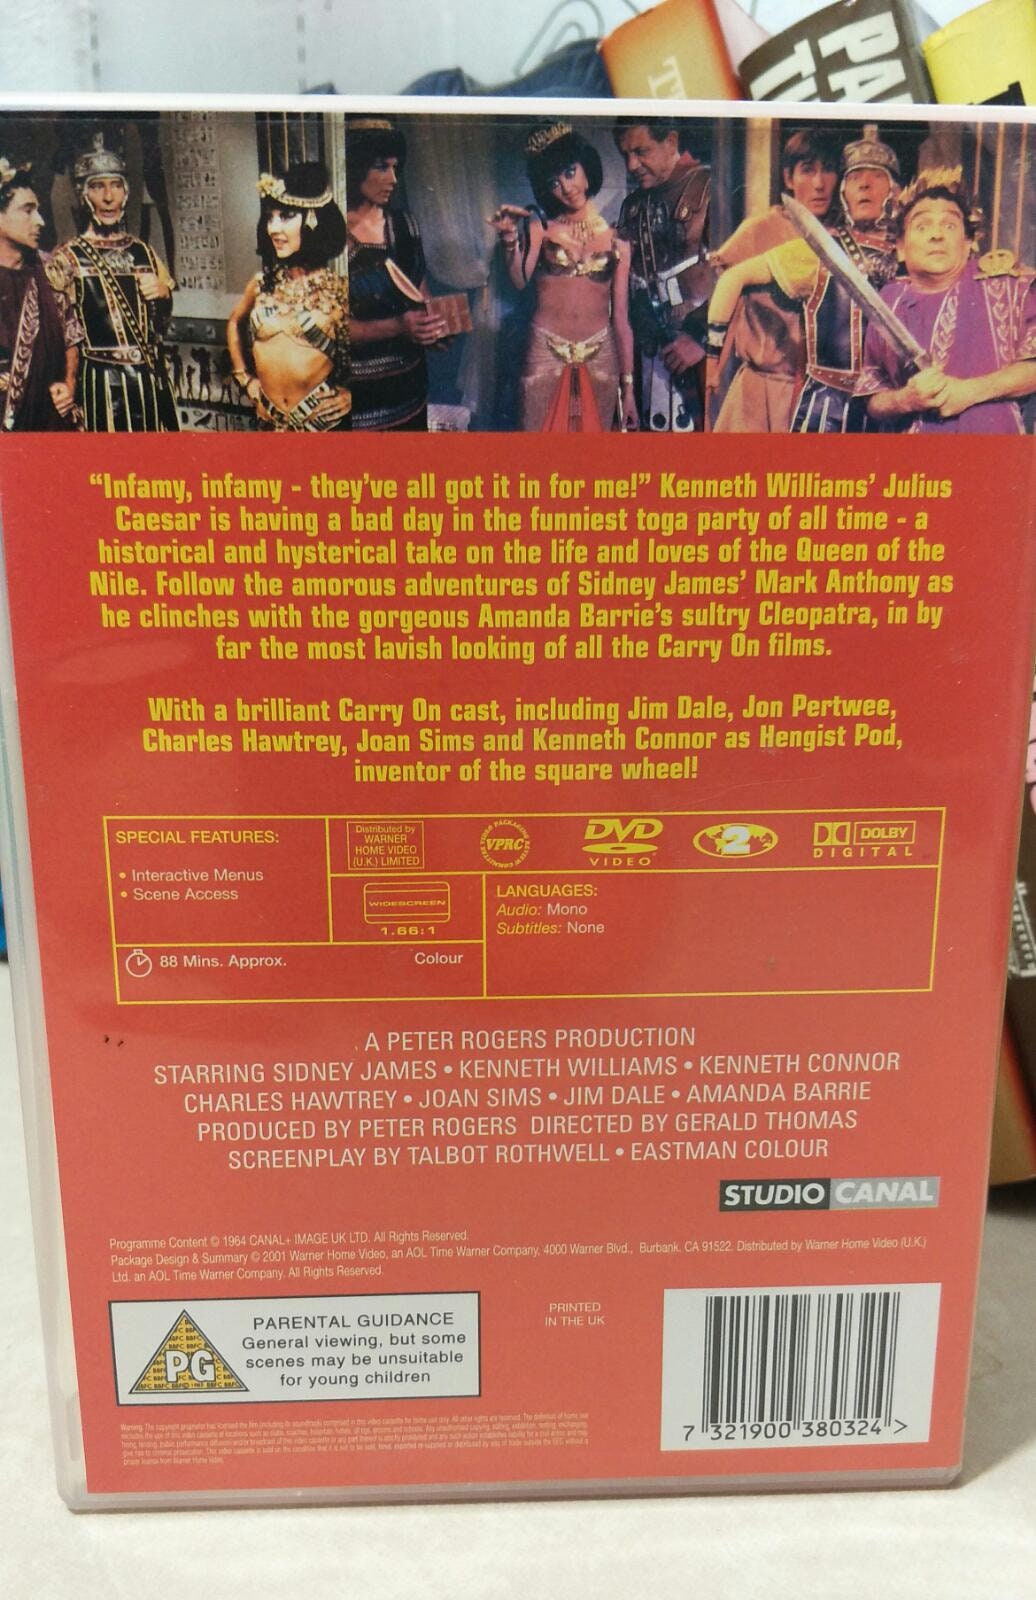 PA
T
T
"Infamy, infamy - they've all got it in for me!" Kenneth Williams' Julius
Caesar is having a bad day in the funniest toga party of all time - a
historical and hysterical take on the life and loves of the Queen of the
Nile. Follow the amorous adventures of Sidney James' Mark Anthony as
he clinches with the gorgeous Amanda Barrie's sultry Cleopatra, in by
far the most lavish looking of all the Carry On films.
With a brilliant Carry On cast, including Jim Dale, Jon Pertwee,
Charles Hawtrey, Joan Sims and Kenneth Connor as Hengist Pod,
inventor of the square wheel!
SPECIAL FEATURES:
• Interactive Menus
• Scene Access
Distributed by
WARNER
HOME VIDEO
(U.K.) LIMITED
VIDEO PACKAGING REVIEW COMMITTEE
VPRC
DVD
VIDEO
2
DOLBY
DIGITAL
WIDESCREEN
1.66:1
LANGUAGES:
Audio: Mono
Subtitles: None
88 Mins. Approx.
Colour
A PETER ROGERS PRODUCTION
STARRING SIDNEY JAMES • KENNETH WILLIAMS • KENNETH CONNOR
CHARLES HAWTREY • JOAN SIMS • JIM DALE • AMANDA BARRIE
PRODUCED BY PETER ROGERS DIRECTED BY GERALD THOMAS
SCREENPLAY BY TALBOT ROTHWELL • EASTMAN COLOUR
STUDIO CANAL
Programme Content © 1964 CANAL+ IMAGE UK LTD. All Rights Reserved.
Package Design & Summary © 2001 Warner Home Video, an AOL Time Warner Company, 4000 Warner Blvd., Burbank. CA 91522. Distributed by Warner Home Video (U.K.)
Ltd. an AOL Time Warner Company. All Rights Reserved.
PG
PARENTAL GUIDANCE
General viewing, but some
scenes may be unsuitable
for young children
PRINTED
IN THE UK
7 321900 380324 >